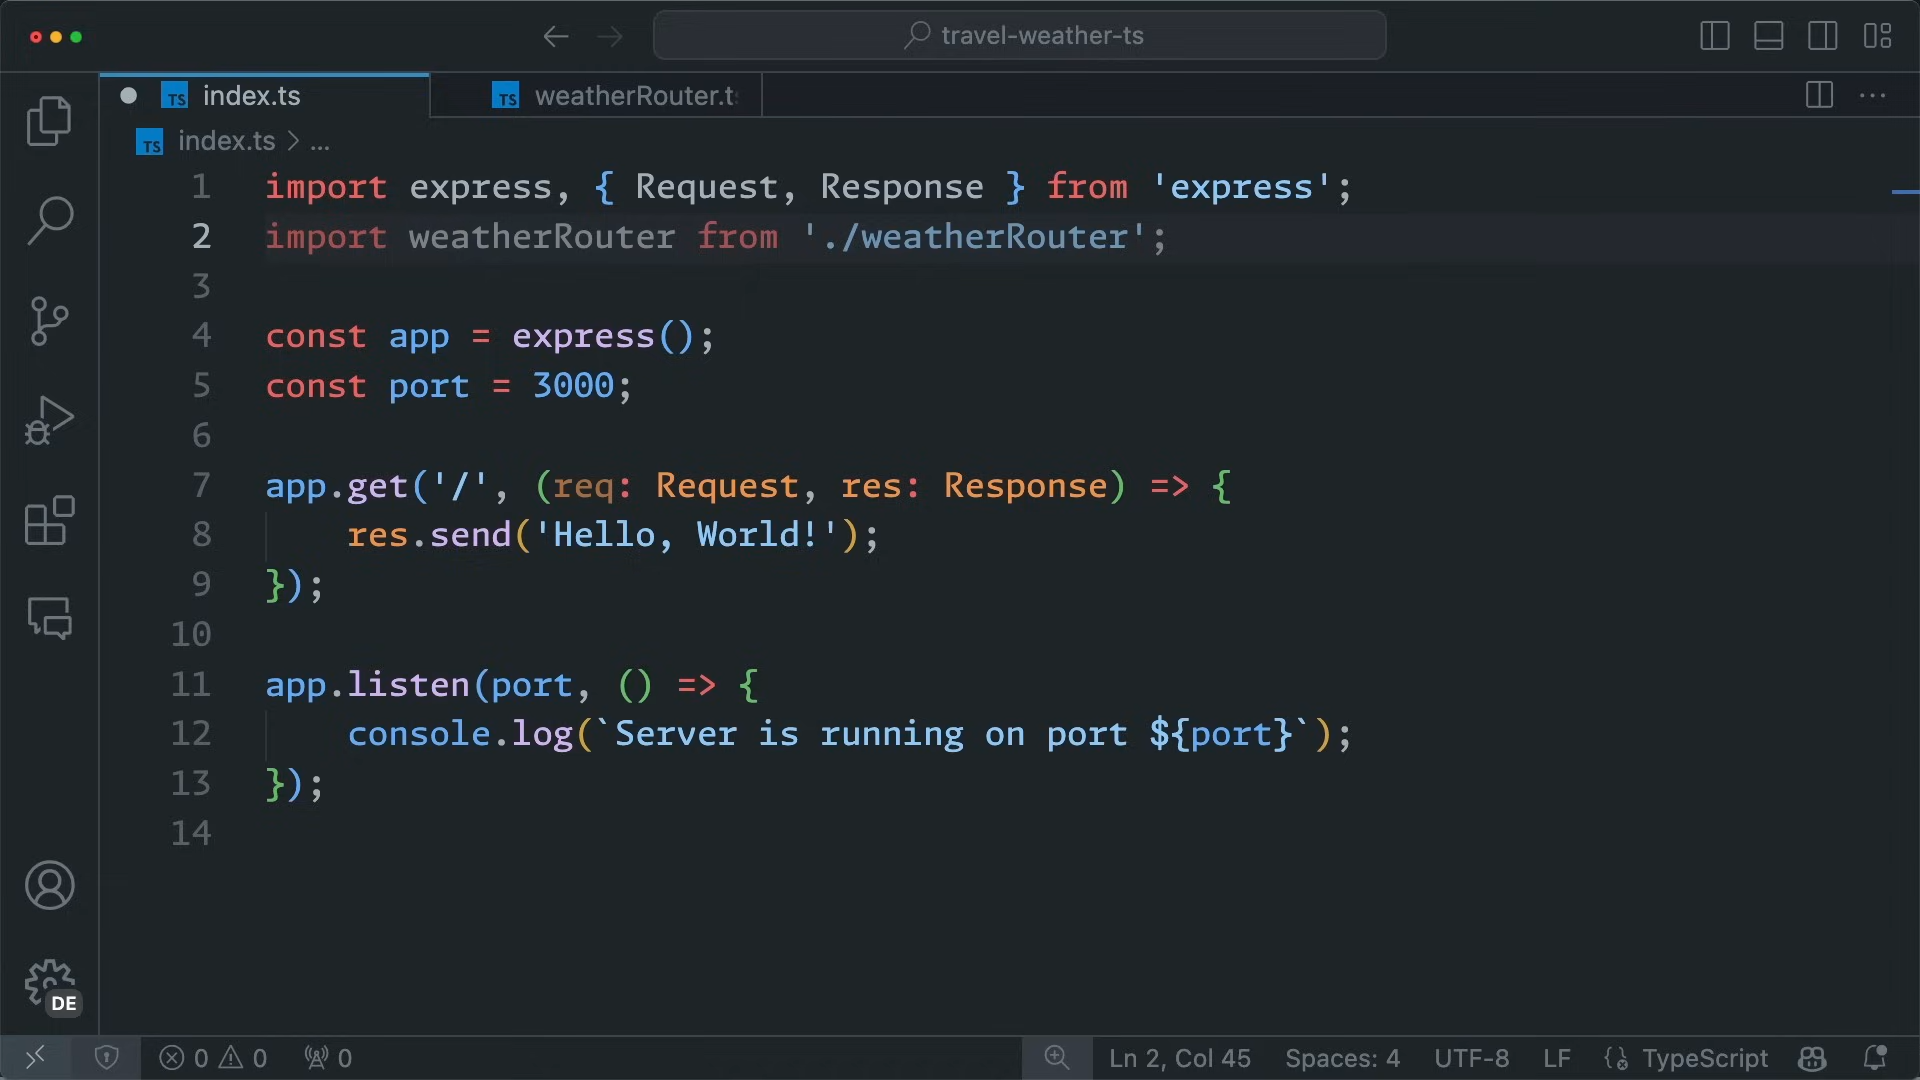 travel-weather-ts
TS index.ts
TS weatherRouter.t
TS index.ts > ...
1 import express, { Request, Response } from 'express';
2 import weatherRouter from './weatherRouter';
3
4 const app = express();
5 const port = 3000;
6
7 app.get('/', (req: Request, res: Response) => {
8 res.send('Hello, World!');
9 });
10
11 app.listen(port, () => {
12 console.log(`Server is running on port ${port}`);
13 });
14
DE
0 0 0 Ln 2, Col 45 Spaces: 4 UTF-8 LF TypeScript